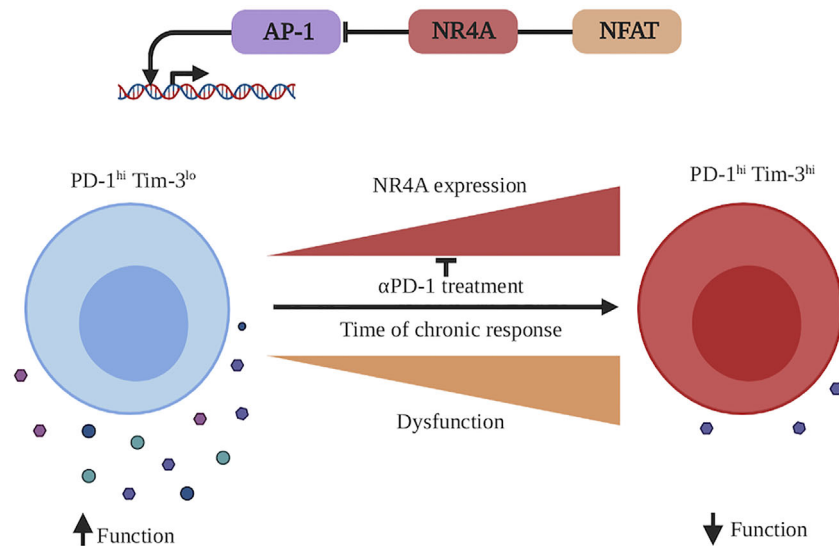 AP-1 NR4A NFAT
PD-1ʰⁱ Tim-3ˡᵒ
NR4A expression
PD-1ʰⁱ Tim-3ʰⁱ
αPD-1 treatment
Time of chronic response
Dysfunction
Function
Function